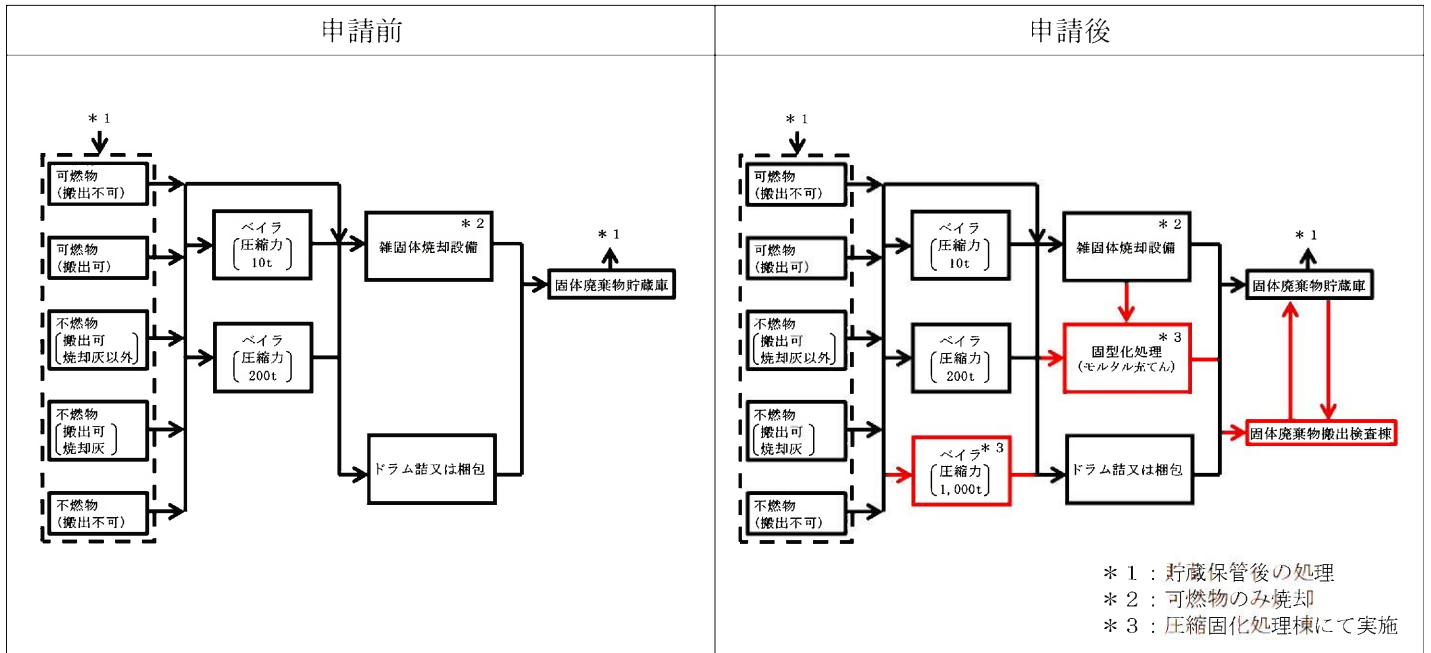 申請前
＊1
可燃物
(搬出不可)
可燃物
(搬出可)
不燃物
搬出可
焼却灰以外
不燃物
搬出可
焼却灰
不燃物
(搬出不可)
ベイラ
圧縮力
10t
ベイラ
圧縮力
200t
＊2
雑固体焼却設備
ドラム詰又は梱包
＊1
固体廃棄物貯蔵庫
申請後
＊1
可燃物
(搬出不可)
可燃物
(搬出可)
不燃物
搬出可
焼却灰以外
不燃物
搬出可
焼却灰
不燃物
(搬出不可)
ベイラ
圧縮力
10t
ベイラ
圧縮力
200t
＊3
ベイラ
圧縮力
1,000t
＊2
雑固体焼却設備
＊3
固型化処理
(モルタル充てん)
ドラム詰又は梱包
＊1
固体廃棄物貯蔵庫
固体廃棄物搬出検査棟
＊1：貯蔵保管後の処理
＊2：可燃物のみ焼却
＊3：圧縮固化処理棟にて実施